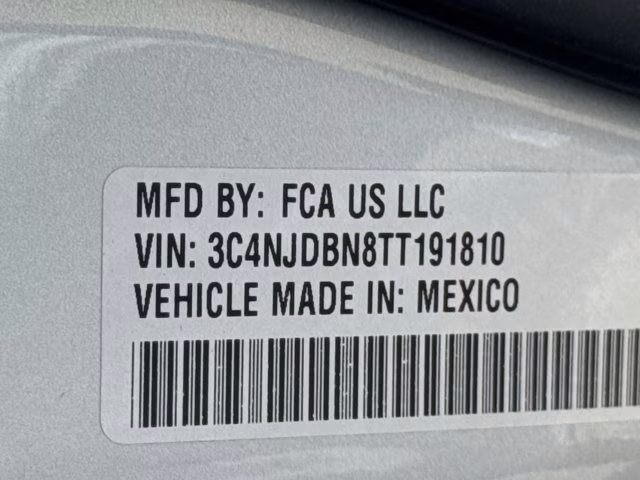 MFD BY: FCA US LLC
VIN: 3C4NJDBN8TT191810
VEHICLE MADE IN: MEXICO